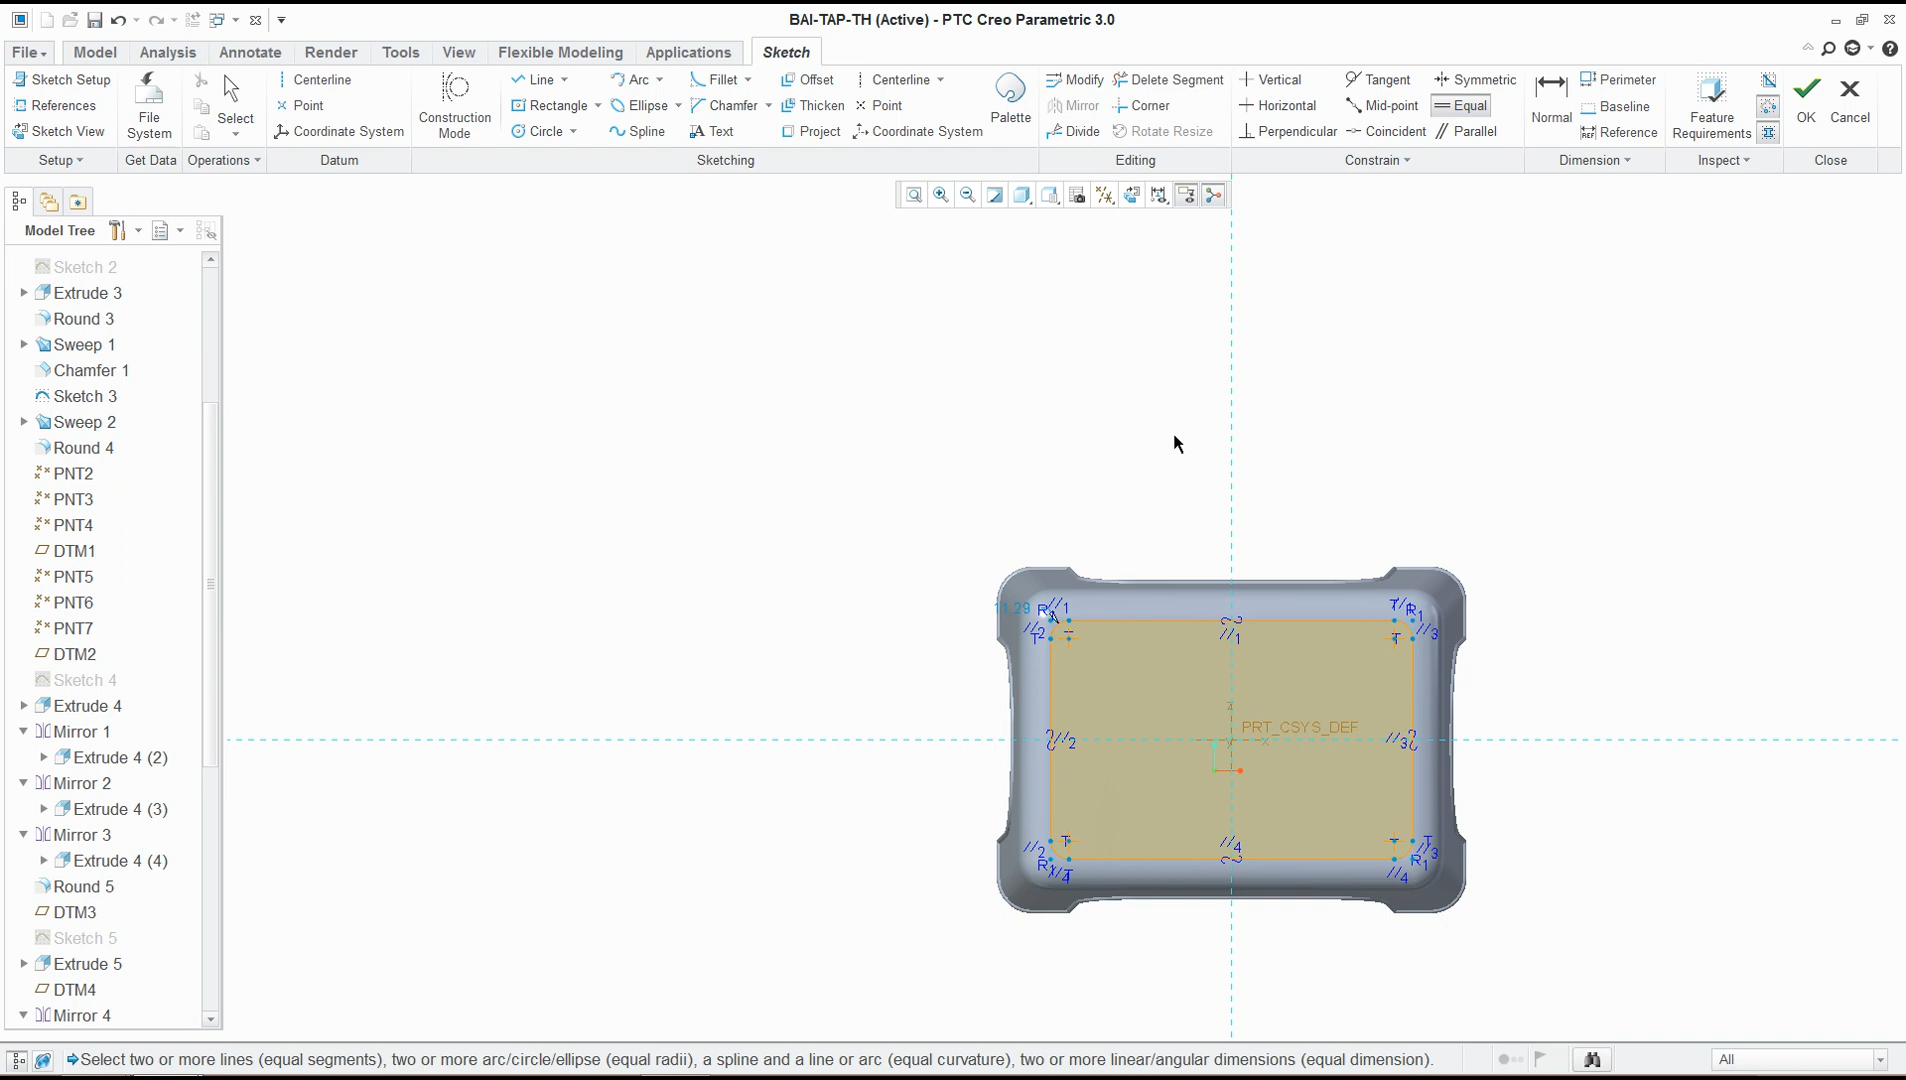 BAI-TAP-TH (Active) - PTC Creo Parametric 3.0
File Model Analysis Annotate Render Tools View Flexible Modeling Applications Sketch
Sketch Setup Centerline Line Arc Fillet Offset Centerline Modify Delete Segment Vertical Tangent Symmetric Perimeter
References Point Rectangle Ellipse Chamfer Thicken Point Mirror Corner Horizontal Mid-point Equal Baseline
File System Select Construction Mode Palette Normal Feature Requirements OK Cancel
Sketch View Coordinate System Circle Spline Text Project Coordinate System Divide Rotate Resize Perpendicular Coincident Parallel Reference
Setup Get Data Operations Datum Sketching Editing Constrain Dimension Inspect Close
Model Tree
Sketch 2
Extrude 3
Round 3
Sweep 1
Chamfer 1
Sketch 3
Sweep 2
Round 4
PNT2
PNT3
PNT4
DTM1
PNT5
PNT6
PNT7
DTM2
Sketch 4
Extrude 4
Mirror 1
Extrude 4 (2)
Mirror 2
Extrude 4 (3)
Mirror 3
Extrude 4 (4)
Round 5
DTM3
Sketch 5
Extrude 5
DTM4
Mirror 4
PRT_CSYS_DEF
Select two or more lines (equal segments), two or more arc/circle/ellipse (equal radii), a spline and a line or arc (equal curvature), two or more linear/angular dimensions (equal dimension).
All